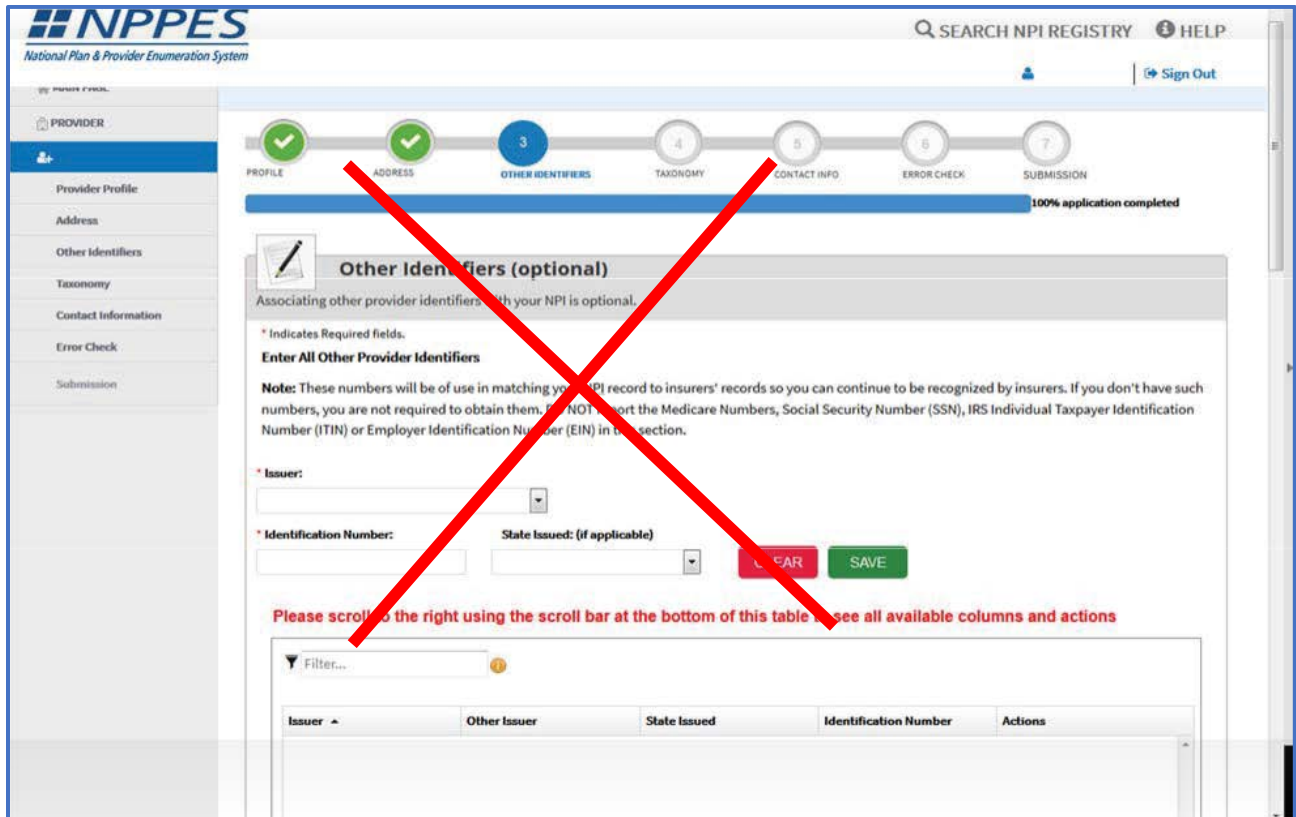 NPPES
National Plan & Provider Enumeration System
SEARCH NPI REGISTRY HELP
Sign Out
MAIN PAGE
PROVIDER
Provider Profile
Address
Other Identifiers
Taxonomy
Contact Information
Error Check
Submission
3 4 5 6 7
PROFILE ADDRESS OTHER IDENTIFIERS TAXONOMY CONTACT INFO ERROR CHECK SUBMISSION
100% application completed
Other Identifiers (optional)
Associating other provider identifiers with your NPI is optional.
* Indicates Required fields.
Enter All Other Provider Identifiers
Note: These numbers will be of use in matching your NPI record to insurers' records so you can continue to be recognized by insurers. If you don't have such
numbers, you are not required to obtain them. DO NOT report the Medicare Numbers, Social Security Number (SSN), IRS Individual Taxpayer Identification
Number (ITIN) or Employer Identification Number (EIN) in this section.
* Issuer:
* Identification Number: State Issued: (if applicable)
CLEAR SAVE
Please scroll to the right using the scroll bar at the bottom of this table to see all available columns and actions
Filter...
Issuer Other Issuer State Issued Identification Number Actions